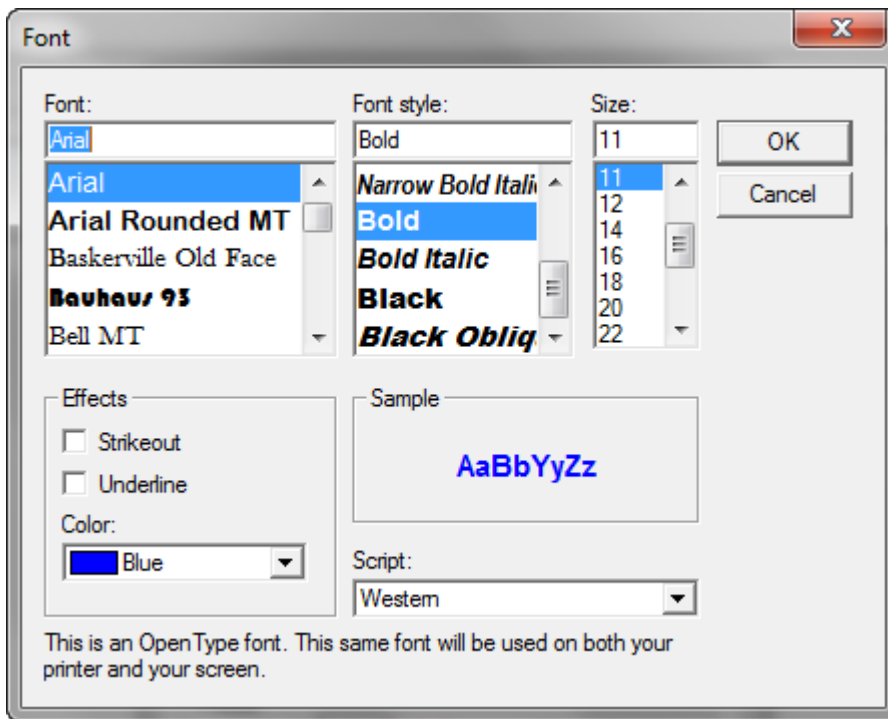 Font
Font: Font style: Size:
Arial Bold 11 OK
Arial Narrow Bold Itali 11 Cancel
Arial Rounded MT Bold 12
Baskerville Old Face Bold Italic 14
Bauhaus 93 Black 16
Bell MT Black Obliq 18
20
22
Effects Sample
Strikeout
AaBbYyZz
Underline
Color:
Blue
Script:
Western
This is an OpenType font. This same font will be used on both your
printer and your screen.